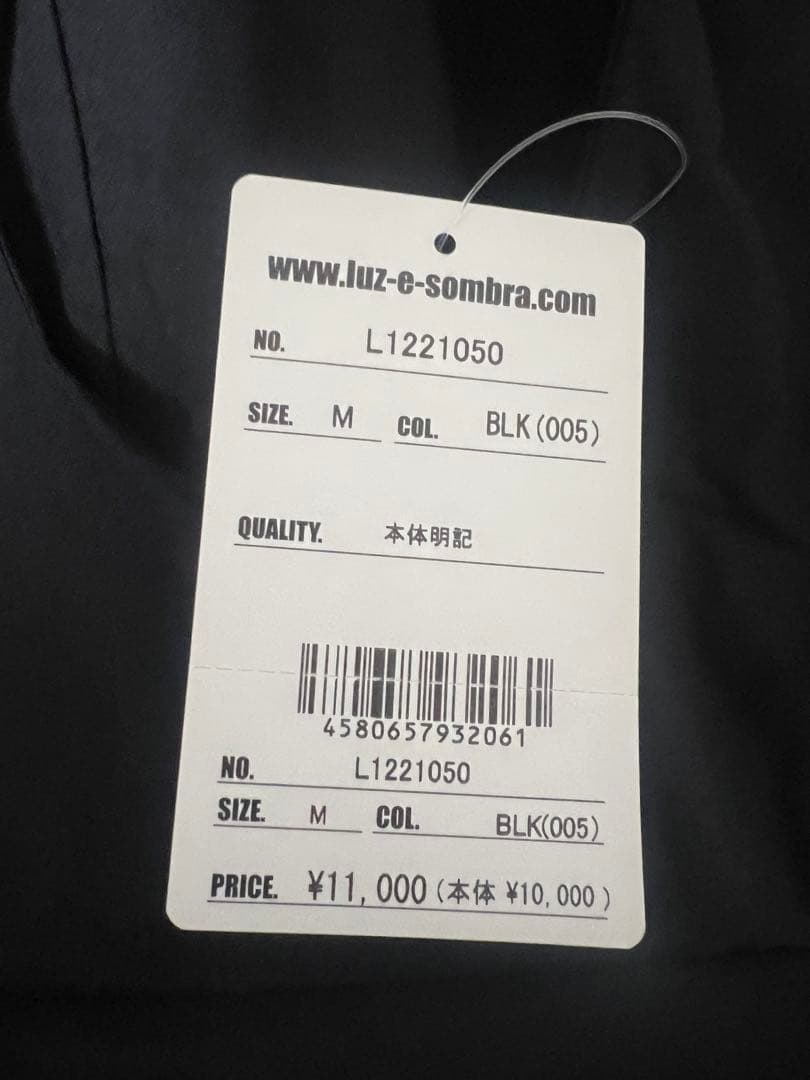 www.luz-e-sombra.com
NO. L1221050
SIZE. M COL. BLK(005)
QUALITY. 本体明記
4580657932061
NO. L1221050
SIZE. M COL. BLK(005)
PRICE. ¥11,000(本体 ¥10,000)